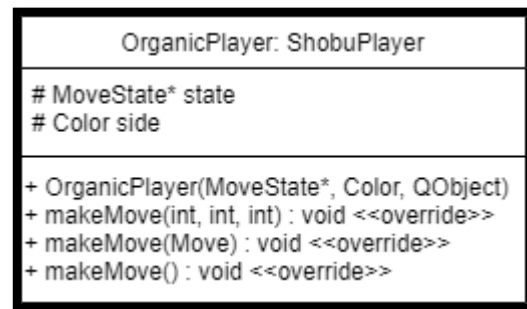 OrganicPlayer: ShobuPlayer
# MoveState* state
# Color side
+ OrganicPlayer(MoveState*, Color, QObject)
+ makeMove(int, int, int) : void <<override>>
+ makeMove(Move) : void <<override>>
+ makeMove() : void <<override>>